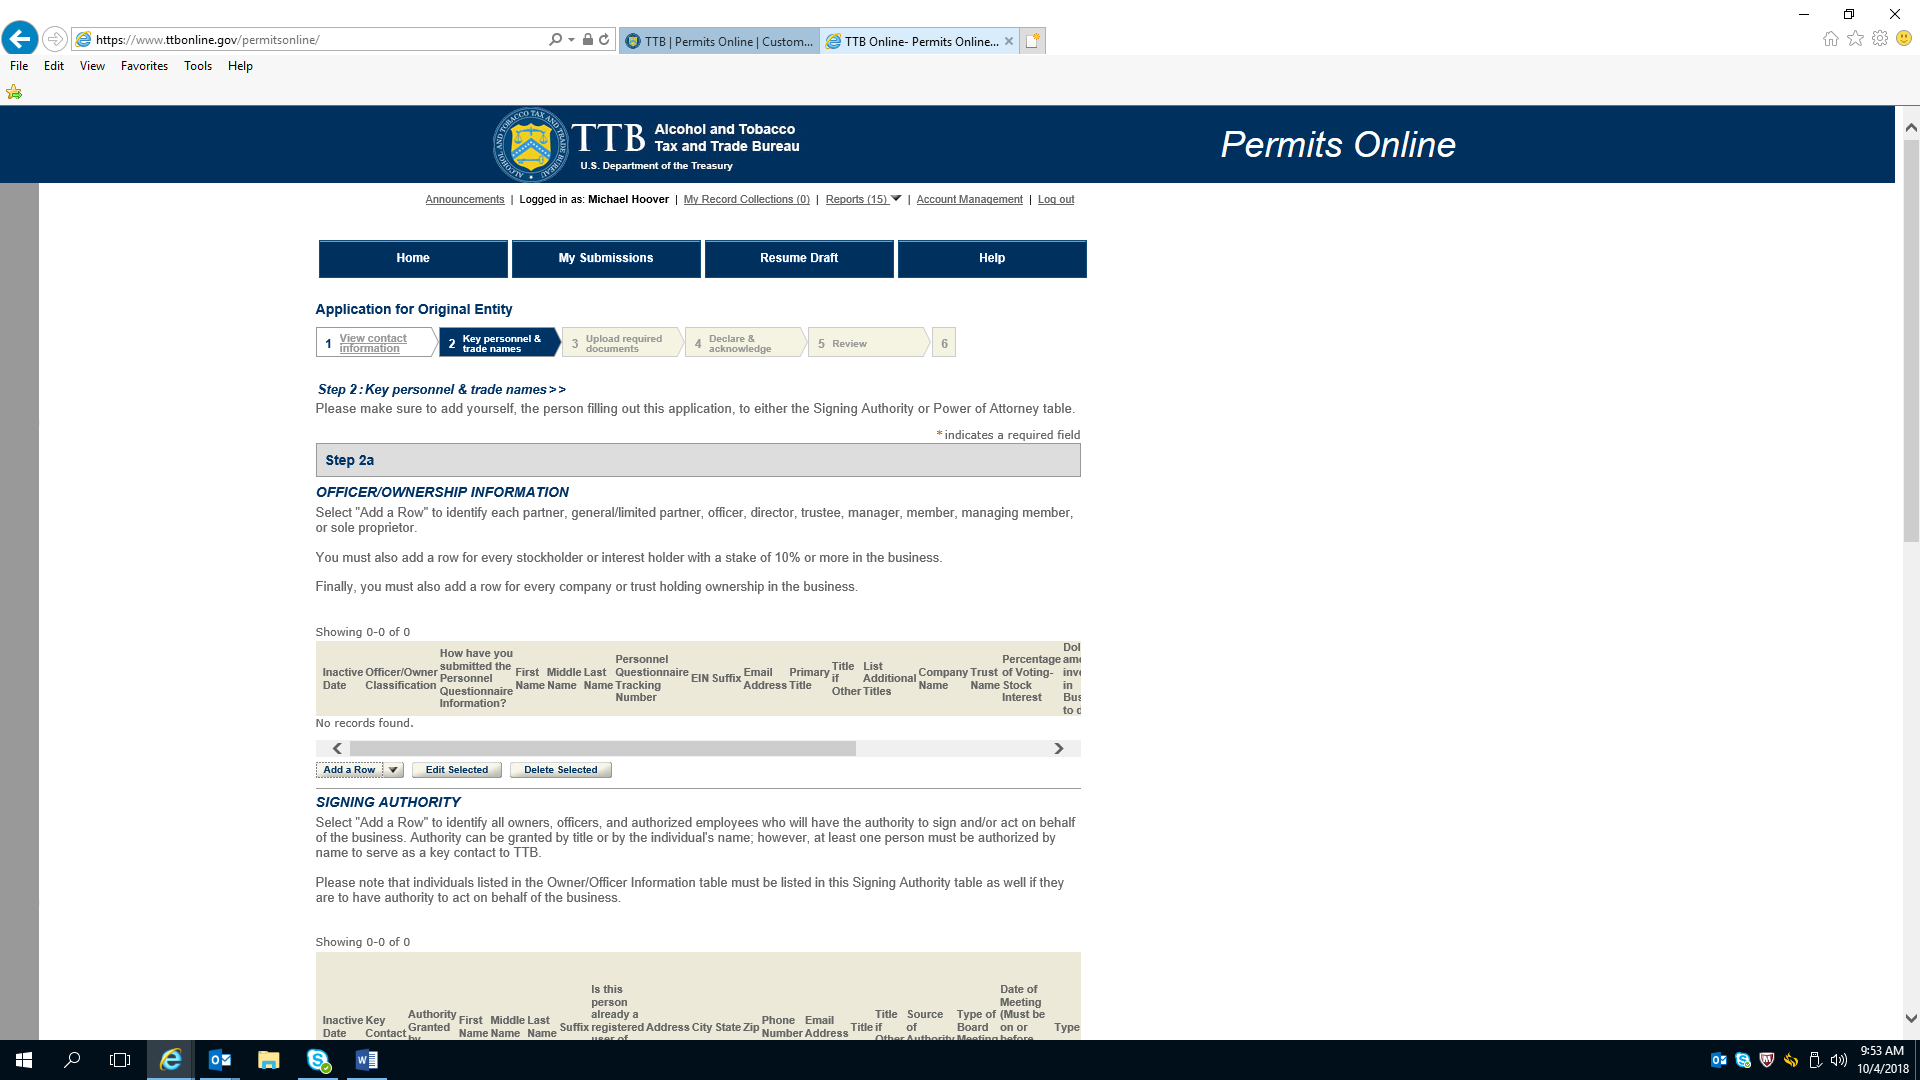 https://www.ttbonline.gov/permitsonline/
TTB | Permits Online | Custom...
TTB Online- Permits Online...
File Edit View Favorites Tools Help
TTB Alcohol and Tobacco
Tax and Trade Bureau
U.S. Department of the Treasury
Permits Online
Announcements | Logged in as: Michael Hoover | My Record Collections (0) | Reports (15) | Account Management | Log out
Home My Submissions Resume Draft Help
Application for Original Entity
1 View contact information
2 Key personnel & trade names
3 Upload required documents
4 Declare & acknowledge
5 Review
6
Step 2 : Key personnel & trade names>>
Please make sure to add yourself, the person filling out this application, to either the Signing Authority or Power of Attorney table.
* indicates a required field
Step 2a
OFFICER/OWNERSHIP INFORMATION
Select "Add a Row" to identify each partner, general/limited partner, officer, director, trustee, manager, member, managing member,
or sole proprietor.
You must also add a row for every stockholder or interest holder with a stake of 10% or more in the business.
Finally, you must also add a row for every company or trust holding ownership in the business.
Showing 0-0 of 0
Inactive Date
Officer/Owner Classification
How have you submitted the Personnel Questionnaire Information?
First Name
Middle Name
Last Name
Personnel Questionnaire Tracking Number
EIN
Suffix
Email Address
Primary Title
Title if Other
List Additional Titles
Company Name
Trust Name
Percentage of Voting-Stock Interest
Dol
in
to
No records found.
Add a Row Edit Selected Delete Selected
SIGNING AUTHORITY
Select "Add a Row" to identify all owners, officers, and authorized employees who will have the authority to sign and/or act on behalf
of the business. Authority can be granted by title or by the individual's name; however, at least one person must be authorized by
name to serve as a key contact to TTB.
Please note that individuals listed in the Owner/Officer Information table must be listed in this Signing Authority table as well if they
are to have authority to act on behalf of the business.
Showing 0-0 of 0
Inactive Date
Key Contact
Authority Granted by
First Name
Middle Name
Last Name
Suffix
Is this person already a registered user of
Address
City
State
Zip
Phone Number
Email Address
Title
Title if Other
Source of Authority
Type of Board Meeting
Date of Meeting (Must be on or before
Type
9:53 AM
10/4/2018